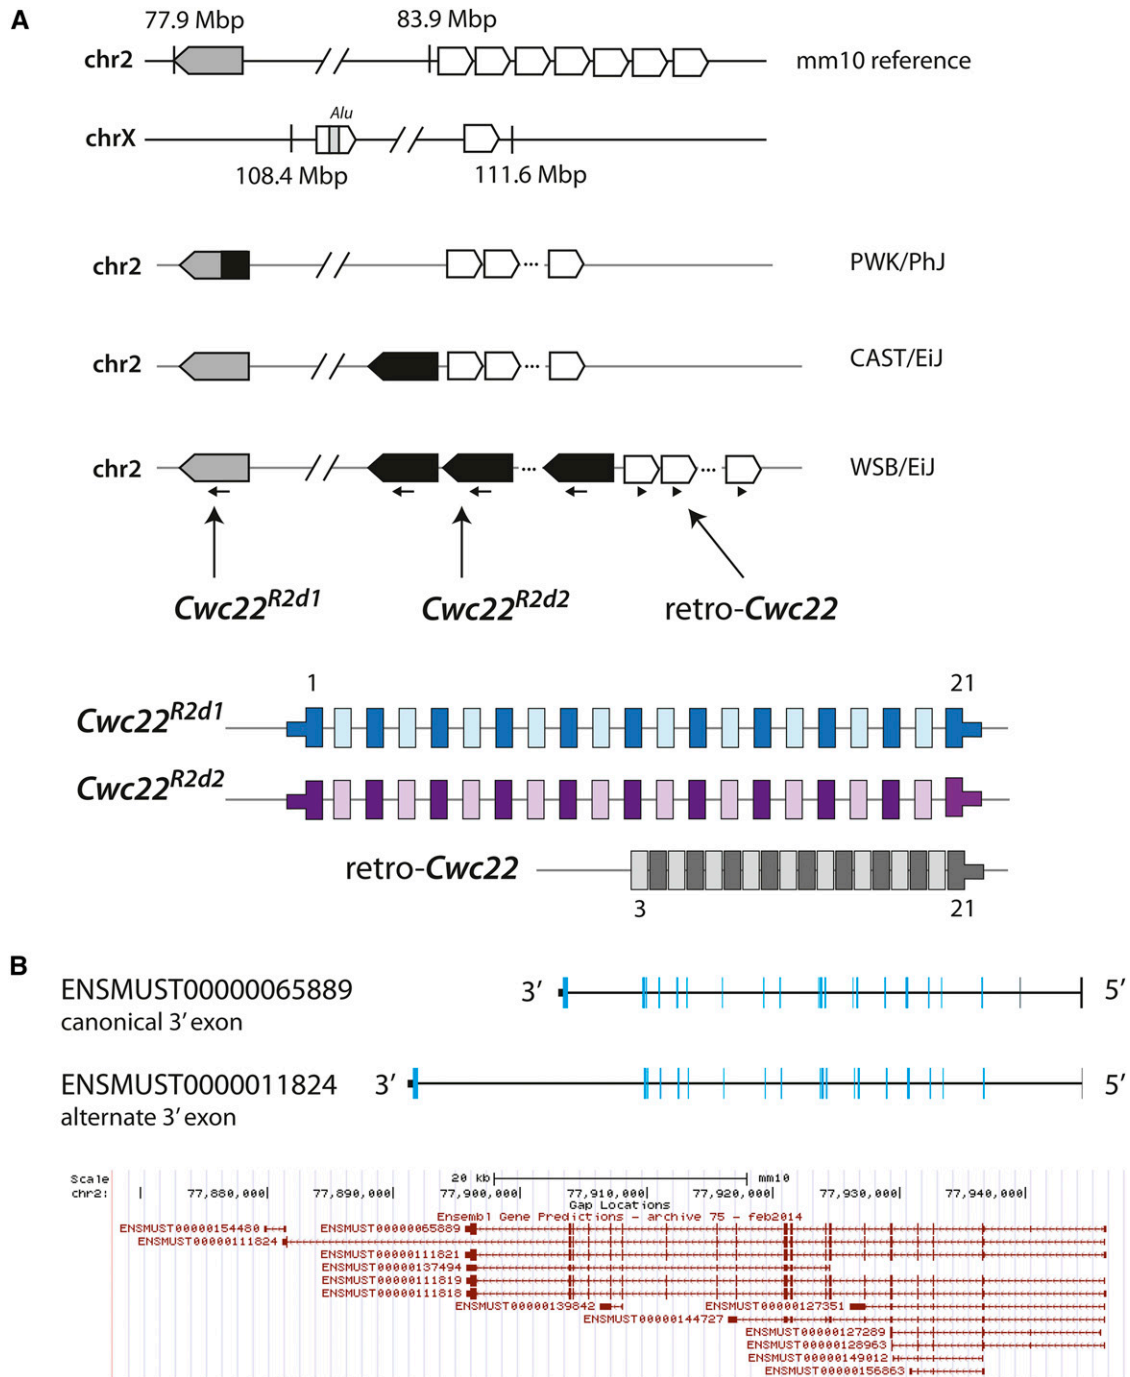 A
77.9 Mbp
83.9 Mbp
chr2
mm10 reference
Alu
chrX
108.4 Mbp
111.6 Mbp
chr2
...
PWK/PhJ
chr2
...
CAST/EiJ
chr2
...
...
WSB/EiJ
Cwc22R2d1
Cwc22R2d2
retro-Cwc22
1
21
Cwc22R2d1
Cwc22R2d2
retro-Cwc22
3
21
B
ENSMUST00000065889
canonical 3′ exon
3′
5′
ENSMUST0000011824
alternate 3′ exon
3′
5′
Scale
20 kb
mm10
chr2:
77,880,000
77,890,000
77,900,000
77,910,000
77,920,000
77,930,000
77,940,000
Gap Locations
Ensembl Gene Predictions - archive 75 - feb2014
ENSMUST00000154480
ENSMUST00000065889
ENSMUST00000111824
ENSMUST00000111821
ENSMUST00000137494
ENSMUST00000111819
ENSMUST00000111818
ENSMUST00000139842
ENSMUST00000127351
ENSMUST00000144727
ENSMUST00000127289
ENSMUST00000128963
ENSMUST00000149012
ENSMUST00000156863